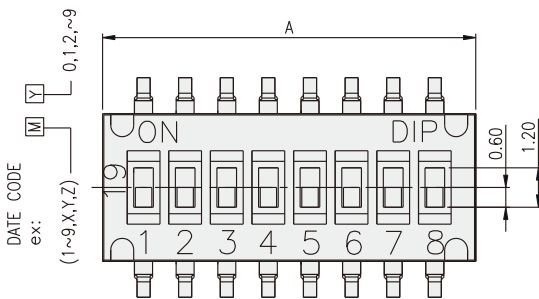 A
Y 0,1,2,~9
M (1~9,X,Y,Z)
DATE CODE
ex:
ON DIP
19
1 2 3 4 5 6 7 8
0.60
1.20